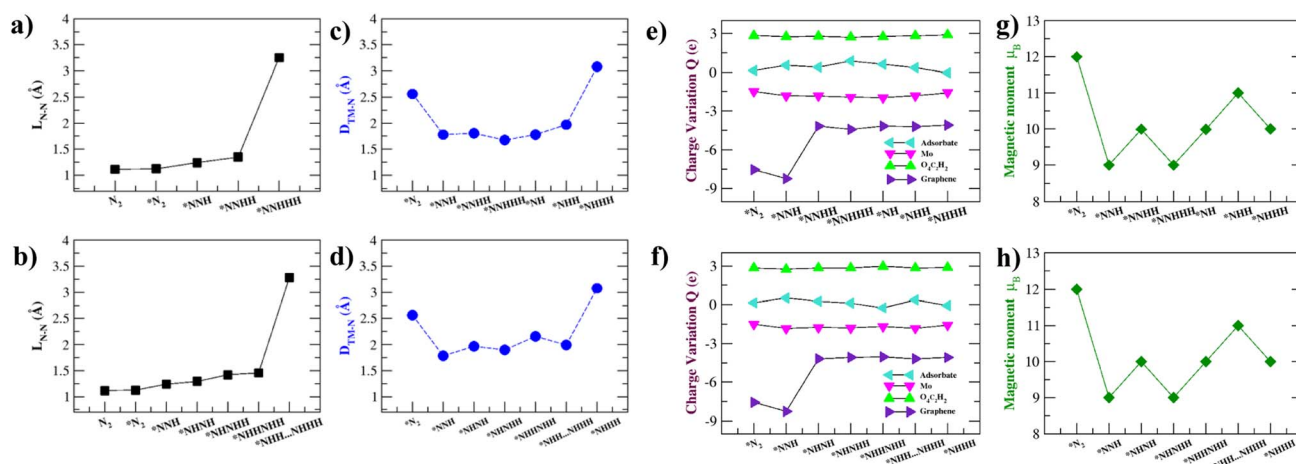 a)
L_N-N (Å)
4
3.5
3
2.5
2
1.5
1
*N₂
*N₂
*NNH
*NNHH
*NNHHH
c)
D_TM-N (Å)
4
3.5
3
2.5
2
1.5
1
*N₂
*NNH
*NNHH
*NNHHH
*NH
*NHH
*NHHH
e)
Charge Variation Q (e)
3
0
-3
-6
-9
Adsorbate
Mo
O₄C₂H₂
Graphene
*N₂
*NNH
*NNHH
*NNHHH
*NH
*NHH
*NHHH
g)
Magnetic moment μ_B
13
12
11
10
9
8
*N₂
*NNH
*NNHH
*NNHHH
*NH
*NHH
*NHHH
b)
L_N-N (Å)
4
3.5
3
2.5
2
1.5
1
N₂
*N₂
*NNH
*NHNH
*NHNHH
*NHHNHH
*NHH...NHHH
d)
D_TM-N (Å)
4
3.5
3
2.5
2
1.5
1
*N₂
*NNH
*NHNH
*NHNHH
*NHHNHH
*NHH...NHHH
*NHHH
f)
Charge Variation Q (e)
3
0
-3
-6
-9
Adsorbate
Mo
O₄C₂H₂
Graphene
*N₂
*NNH
*NHNH
*NHNHH
*NHHNHH
*NHH...NHHH
*NHHH
h)
Magnetic moment μ_B
13
12
11
10
9
8
*N₂
*NNH
*NHNH
*NHNHH
*NHHNHH
*NHH...NHHH
*NHHH